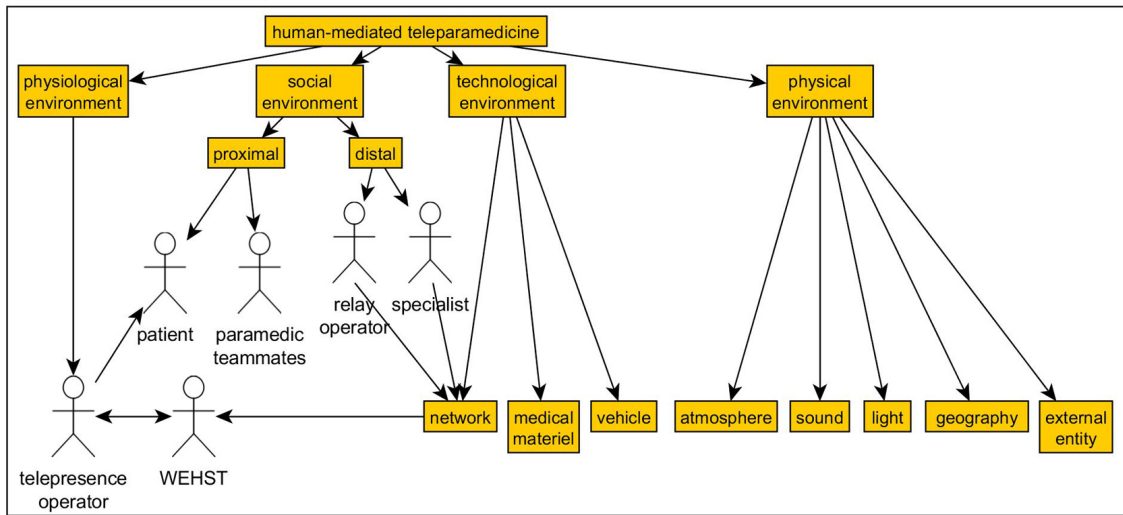 human-mediated teleparamedicine
physiological
environment
social
environment
technological
environment
physical
environment
proximal
distal
patient
paramedic
teammates
relay
operator
specialist
network
medical
materiel
vehicle
atmosphere
sound
light
geography
external
entity
telepresence
operator
WEHST